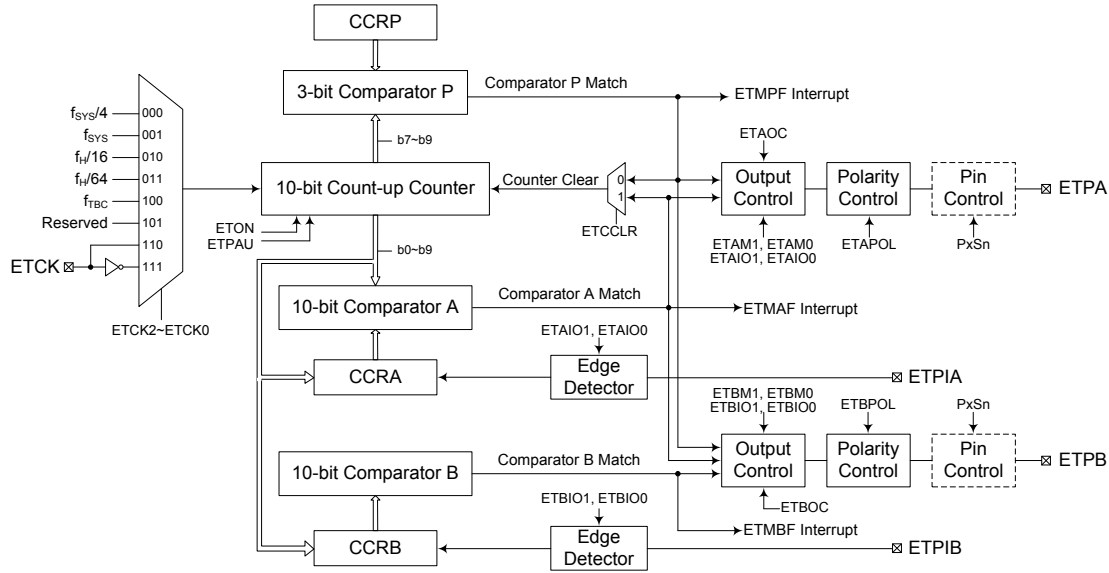 CCRP
3-bit Comparator P
Comparator P Match
ETMPF Interrupt
b7~b9
fSYS/4
000
fSYS
001
fH/16
010
fH/64
011
fTBC
100
Reserved
101
110
111
ETCK
ETCK2~ETCK0
10-bit Count-up Counter
ETON
ETPAU
Counter Clear
0
1
ETCCLR
ETAOC
Output
Control
ETAM1, ETAM0
ETAIO1, ETAIO0
Polarity
Control
ETAPOL
Pin
Control
PxSn
ETPA
b0~b9
10-bit Comparator A
Comparator A Match
ETMAF Interrupt
CCRA
ETAIO1, ETAIO0
Edge
Detector
ETPIA
ETBM1, ETBM0
ETBIO1, ETBIO0
ETBPOL
PxSn
Output
Control
Polarity
Control
Pin
Control
ETPB
ETBOC
10-bit Comparator B
Comparator B Match
ETMBF Interrupt
CCRB
ETBIO1, ETBIO0
Edge
Detector
ETPIB